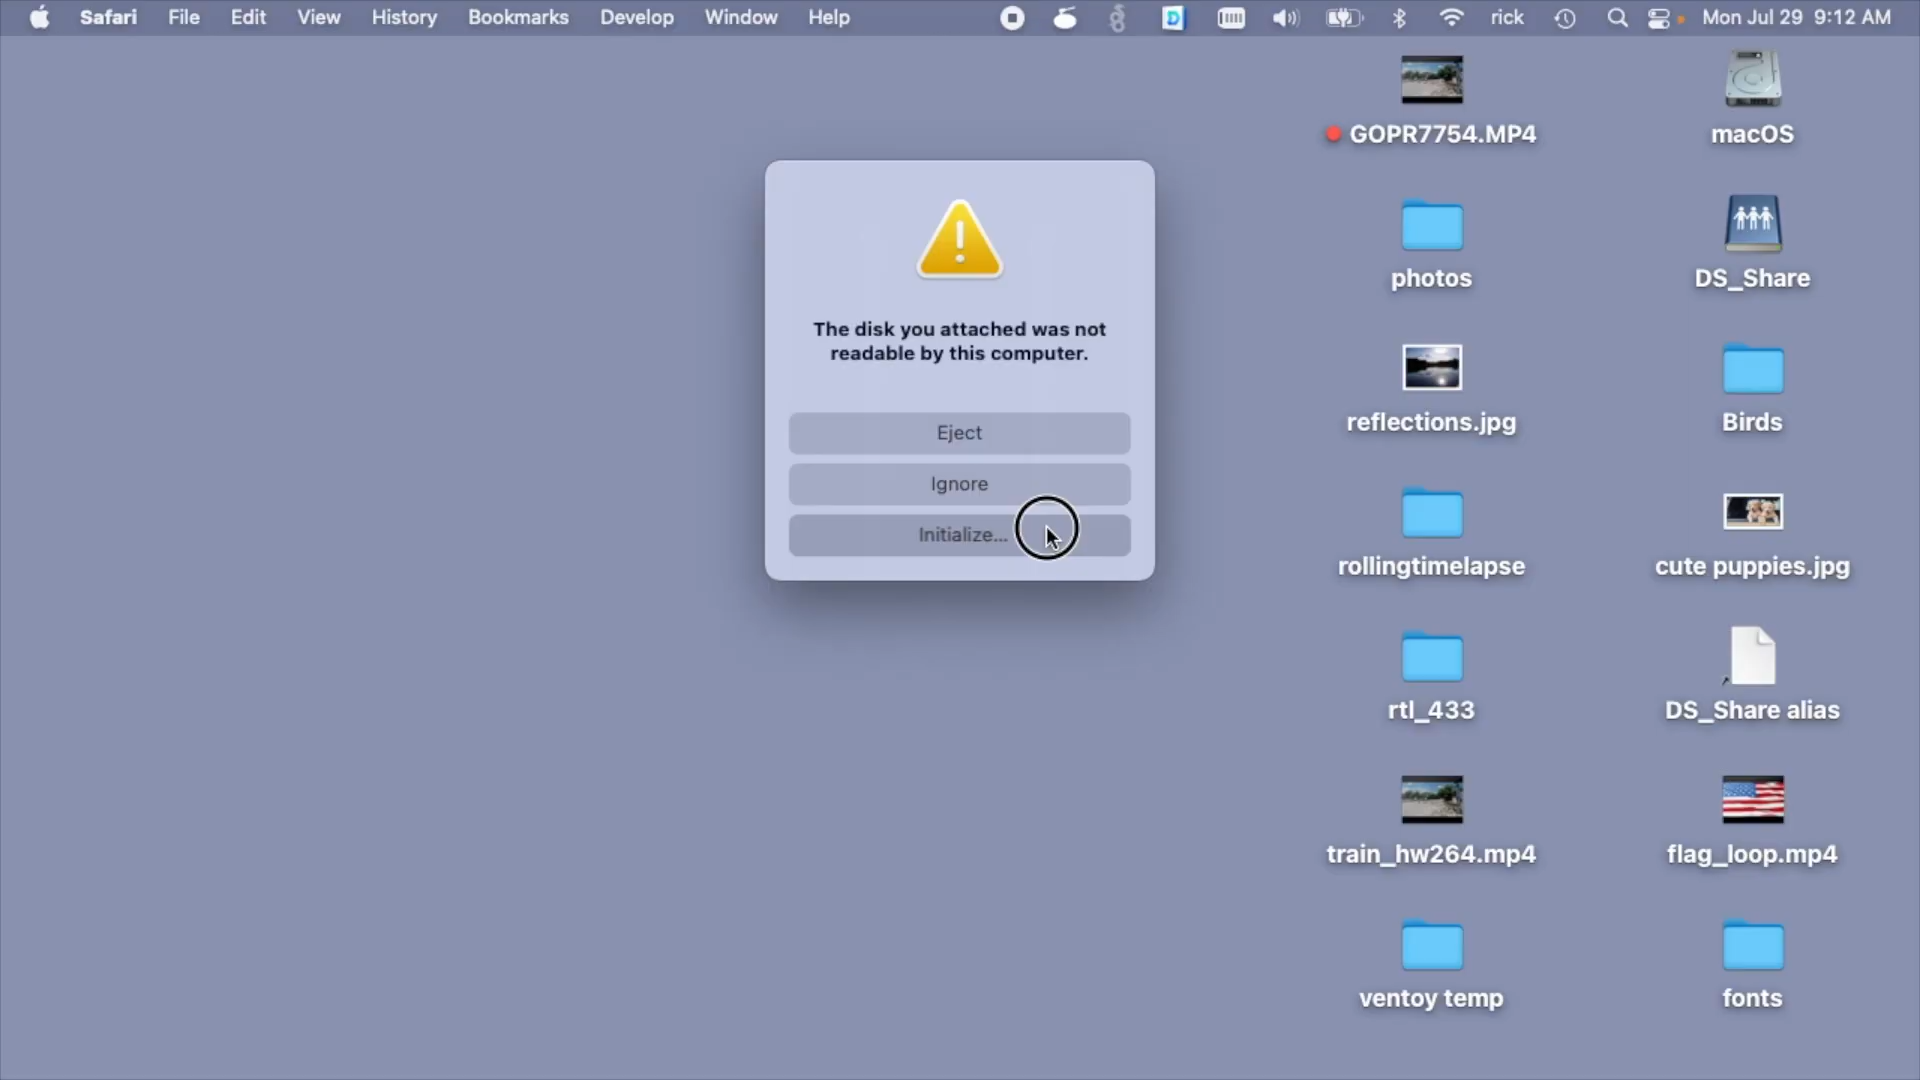 Safari File Edit View History Bookmarks Develop Window Help rick Mon Jul 29 9:12 AM
The disk you attached was not
readable by this computer.
Eject
Ignore
Initialize...
GOPR7754.MP4
macOS
photos
DS_Share
reflections.jpg
Birds
rollingtimelapse
cute puppies.jpg
rtl_433
DS_Share alias
train_hw264.mp4
flag_loop.mp4
ventoy temp
fonts